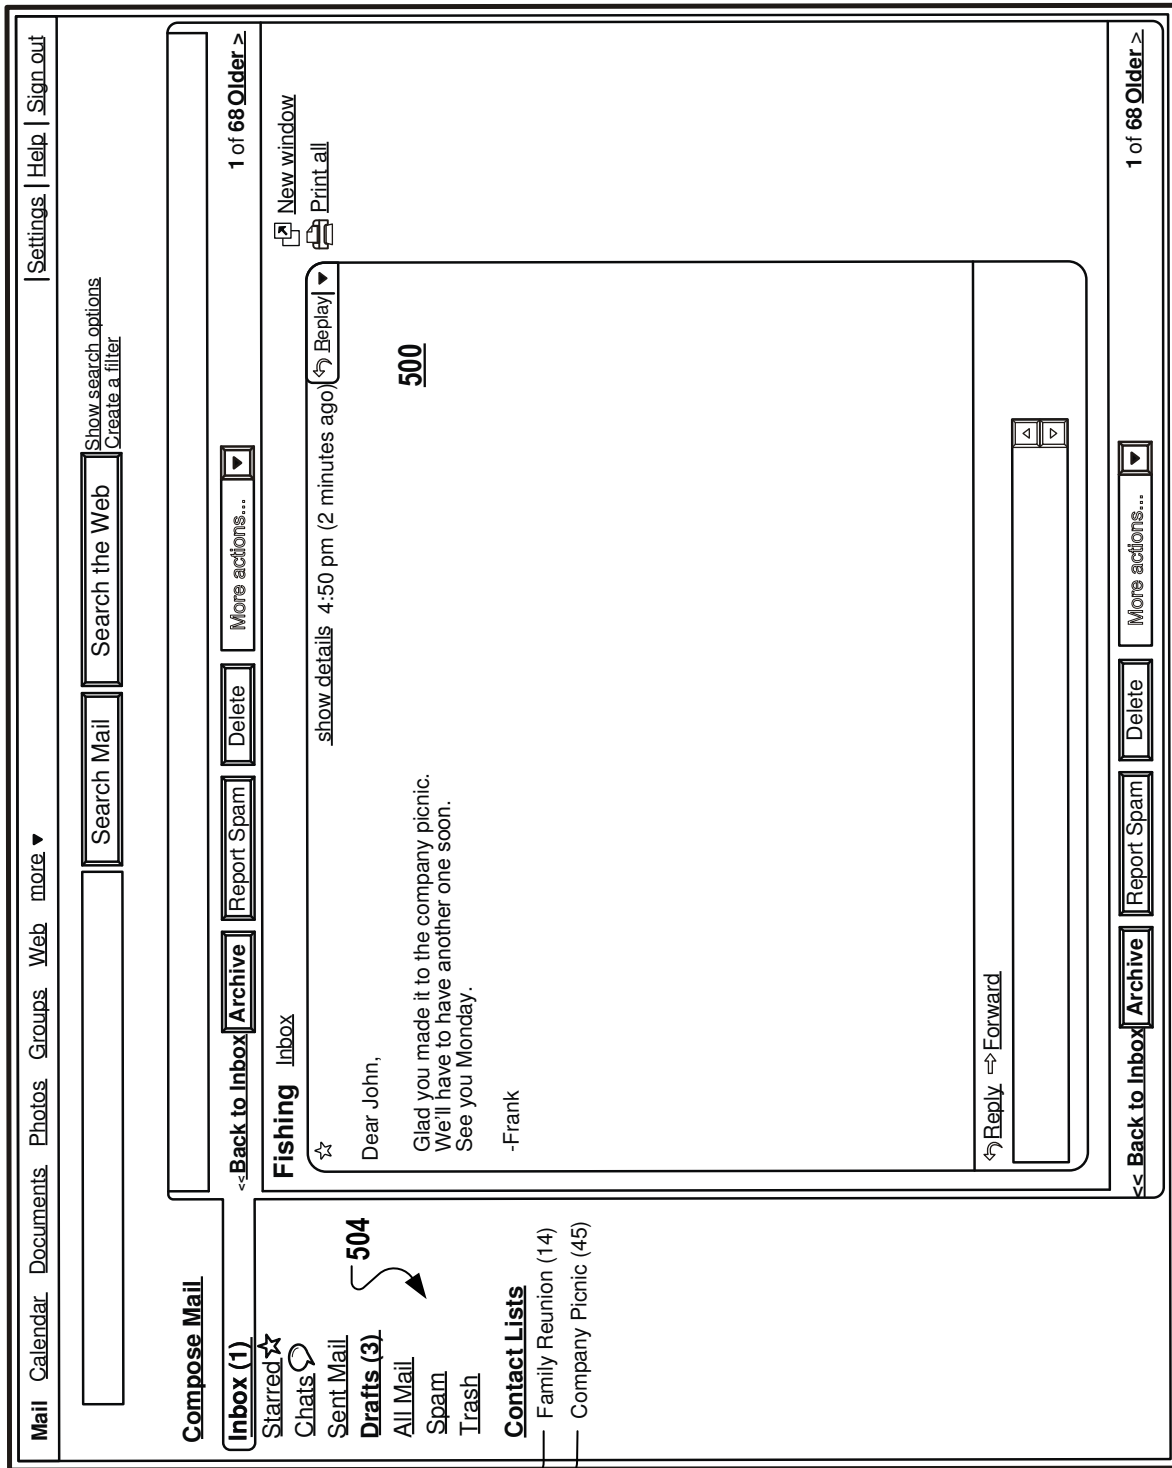 Mail Calendar Documents Photos Groups Web more ▼ |Settings | Help | Sign out
Search Mail Search the Web
Show search options
Create a filter
Compose Mail
Inbox (1)
Starred
Chats
Sent Mail
Drafts (3)
All Mail
Spam
Trash
504
Contact Lists
Family Reunion (14)
Company Picnic (45)
<<Back to Inbox Archive Report Spam Delete More actions... 1 of 68 Older >
Fishing Inbox
New window
Print all
show details 4:50 pm (2 minutes ago) Replay
Dear John,
500
Glad you made it to the company picnic.
We'll have to have another one soon.
See you Monday.
-Frank
Reply ⇨Forward
<< Back to Inbox Archive Report Spam Delete More actions... 1 of 68 Older >